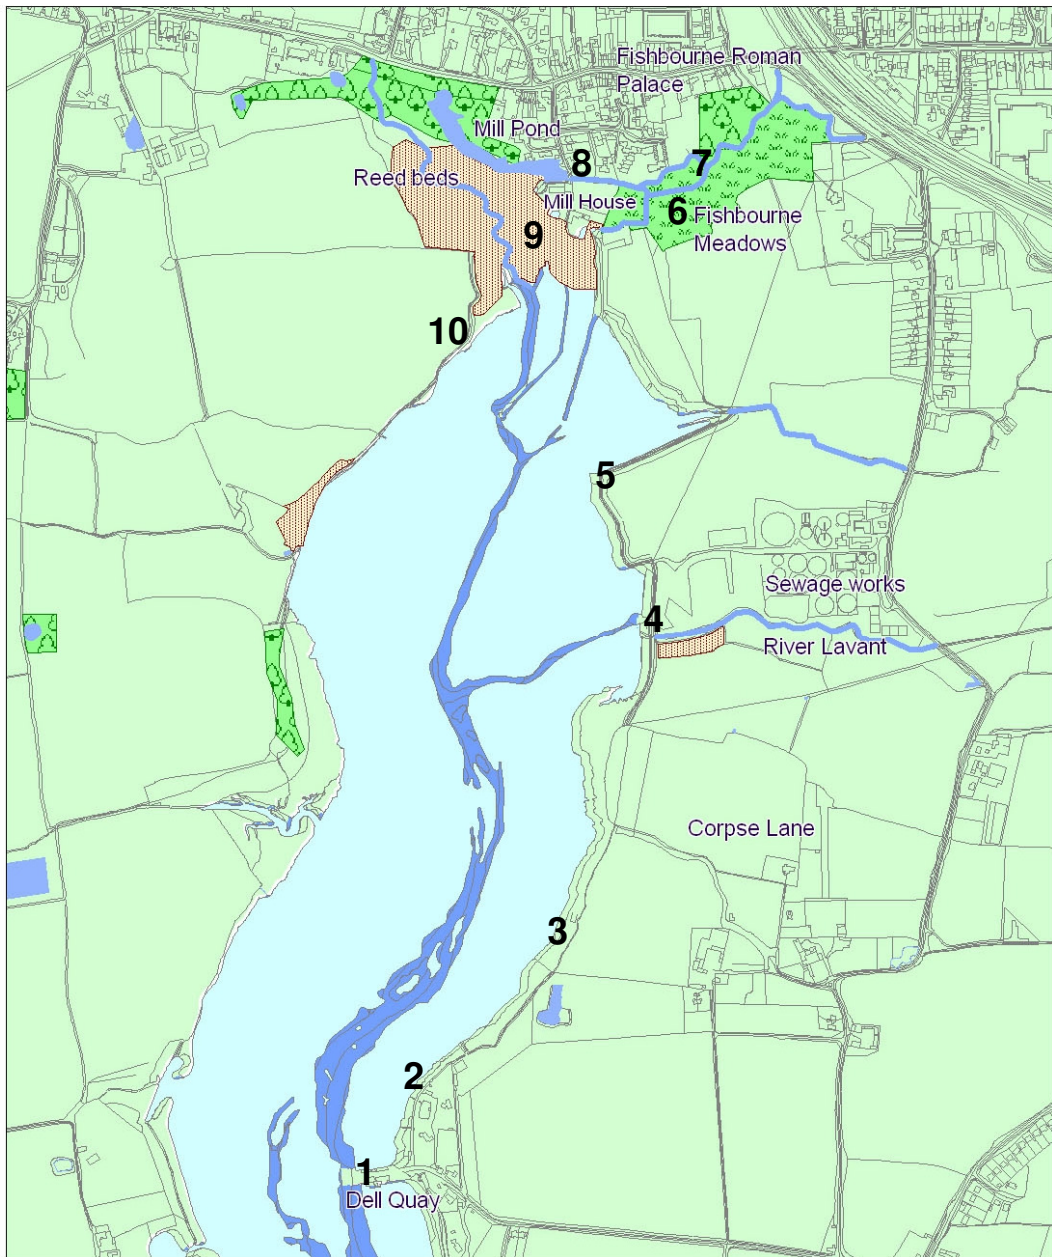 Fishbourne Roman
Palace
Mill Pond
8
7
Reed beds
Mill House
6
Fishbourne
Meadows
9
10
5
Sewage works
4
River Lavant
Corpse Lane
3
2
1
Dell Quay